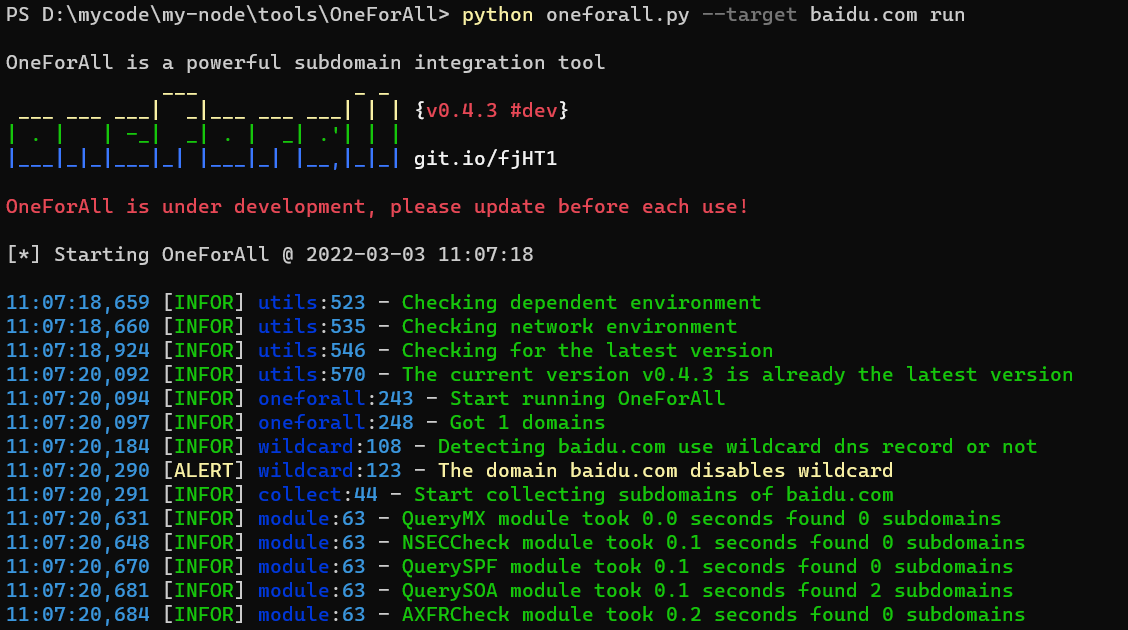 PS D:\mycode\my-node\tools\OneForAll> python oneforall.py --target baidu.com run
OneForAll is a powerful subdomain integration tool
{v0.4.3 #dev}
git.io/fjHT1
OneForAll is under development, please update before each use!
[*] Starting OneForAll @ 2022-03-03 11:07:18
11:07:18,659 [INFOR] utils:523 - Checking dependent environment
11:07:18,660 [INFOR] utils:535 - Checking network environment
11:07:18,924 [INFOR] utils:546 - Checking for the latest version
11:07:20,092 [INFOR] utils:570 - The current version v0.4.3 is already the latest version
11:07:20,094 [INFOR] oneforall:243 - Start running OneForAll
11:07:20,097 [INFOR] oneforall:248 - Got 1 domains
11:07:20,184 [INFOR] wildcard:108 - Detecting baidu.com use wildcard dns record or not
11:07:20,290 [ALERT] wildcard:123 - The domain baidu.com disables wildcard
11:07:20,291 [INFOR] collect:44 - Start collecting subdomains of baidu.com
11:07:20,631 [INFOR] module:63 - QueryMX module took 0.0 seconds found 0 subdomains
11:07:20,648 [INFOR] module:63 - NSECCheck module took 0.1 seconds found 0 subdomains
11:07:20,670 [INFOR] module:63 - QuerySPF module took 0.1 seconds found 0 subdomains
11:07:20,681 [INFOR] module:63 - QuerySOA module took 0.1 seconds found 2 subdomains
11:07:20,684 [INFOR] module:63 - AXFRCheck module took 0.2 seconds found 0 subdomains